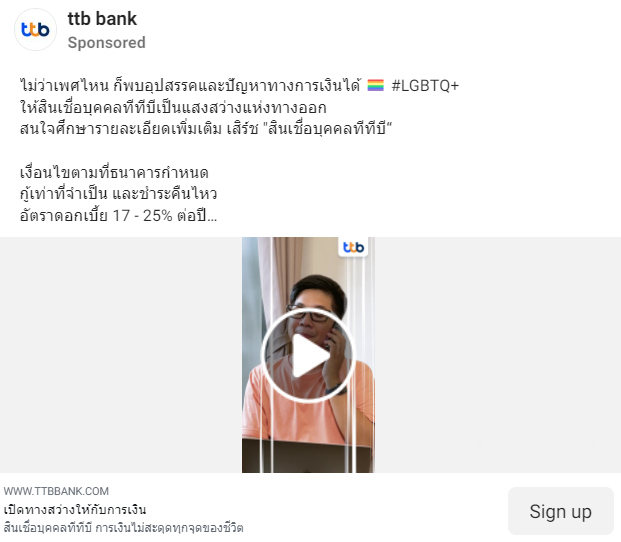 ttb
ttb bank
Sponsored
ไม่ว่าเพศไหน ก็พบอุปสรรคและปัญหาทางการเงินได้ 🏳️‍🌈 #LGBTQ+
ให้สินเชื่อบุคคลทีทีบีเป็นแสงสว่างแห่งทางออก
สนใจศึกษารายละเอียดเพิ่มเติม เสิร์ช "สินเชื่อบุคคลทีทีบี“
เงื่อนไขตามที่ธนาคารกำหนด
กู้เท่าที่จำเป็น และชำระคืนไหว
อัตราดอกเบี้ย 17 - 25% ต่อปี...
ttb
WWW.TTBBANK.COM
เปิดทางสว่างให้กับการเงิน
สินเชื่อบุคคลทีทีบี การเงินไม่สะดุดทุกจุดของชีวิต
Sign up